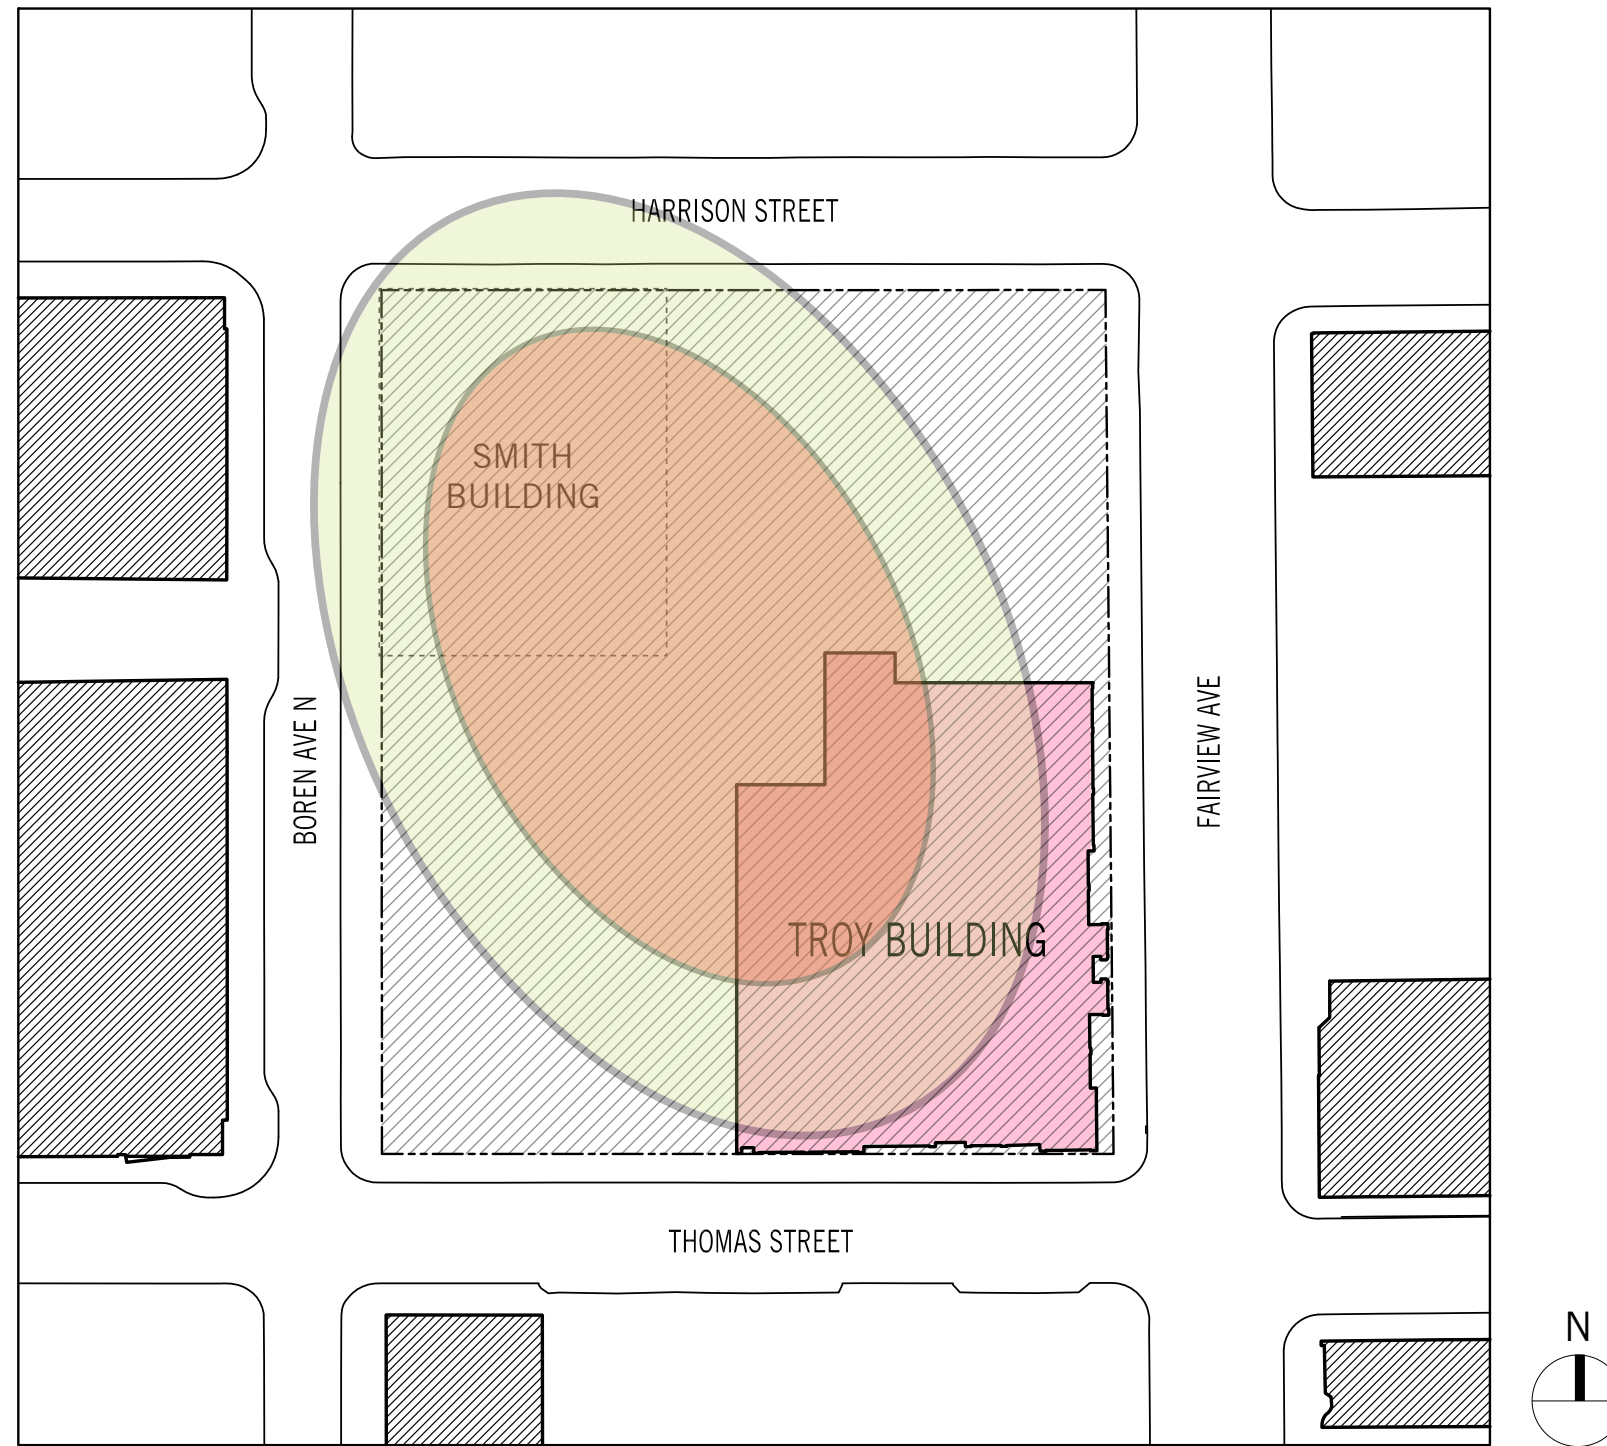 HARRISON STREET
SMITH
BUILDING
BOREN AVE N
FAIRVIEW AVE
TROY BUILDING
THOMAS STREET
N